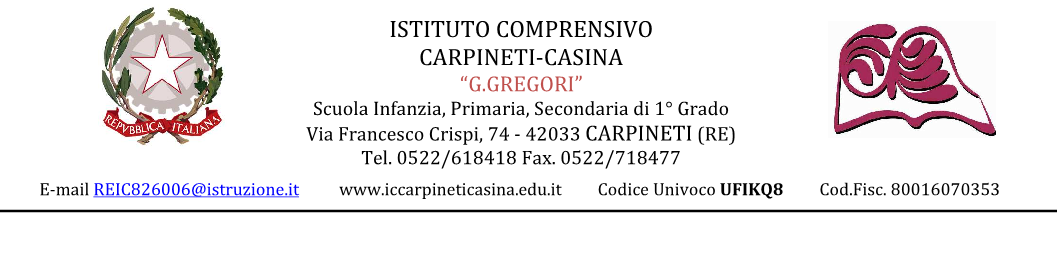 ISTITUTO COMPRENSIVO
CARPINETI-CASINA
“G.GREGORI”
Scuola Infanzia, Primaria, Secondaria di 1° Grado
Via Francesco Crispi, 74 - 42033 CARPINETI (RE)
Tel. 0522/618418 Fax. 0522/718477
REPVBBLICA ITALIANA
E-mail REIC826006@istruzione.it www.iccarpineticasina.edu.it Codice Univoco UFIKQ8 Cod.Fisc. 80016070353